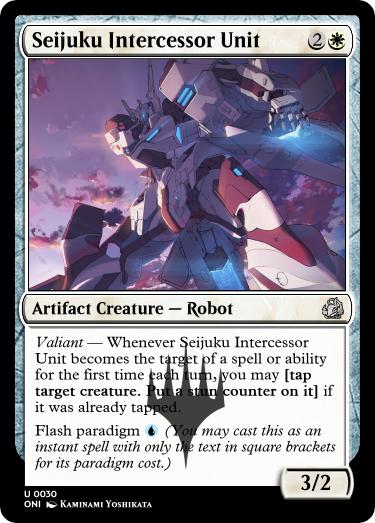 Seijuku Intercessor Unit 2
Artifact Creature — Robot
Valiant — Whenever Seijuku Intercessor
Unit becomes the target of a spell or ability
for the first time each turn, you may [tap
target creature. Put a stun counter on it] if
it was already tapped.
Flash paradigm (You may cast this as an
instant spell with only the text in square brackets
for its paradigm cost.)
3/2
U 0030
ONI Kaminami Yoshikata